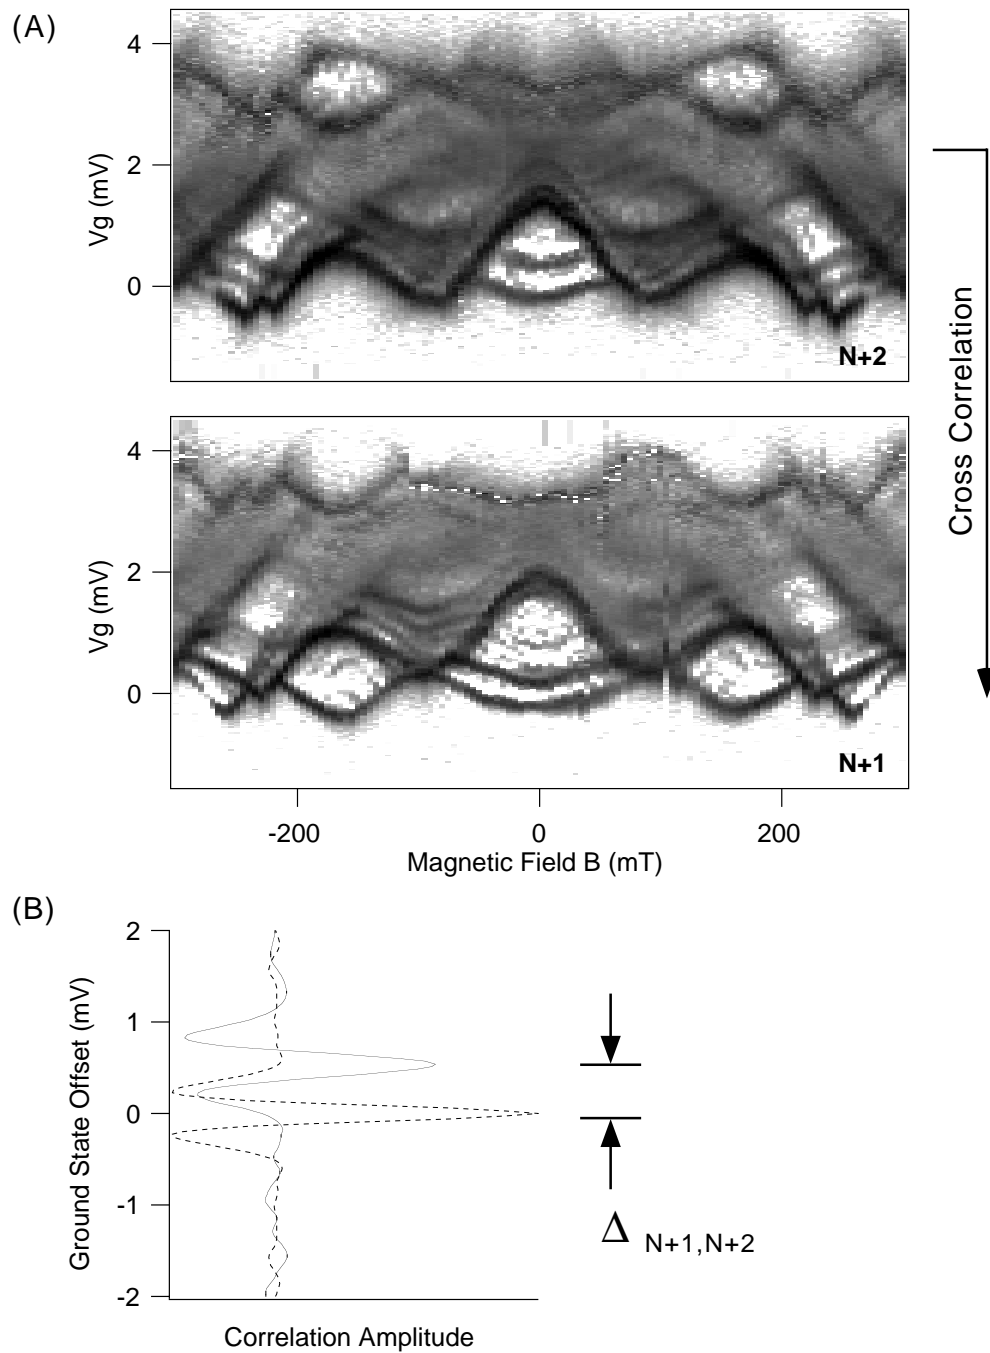 (A)
4
2
0
Vg (mV)
N+2
4
2
0
Vg (mV)
N+1
-200
0
200
Magnetic Field B (mT)
Cross Correlation
(B)
2
1
0
-1
-2
Ground State Offset (mV)
Correlation Amplitude
Δ N+1,N+2